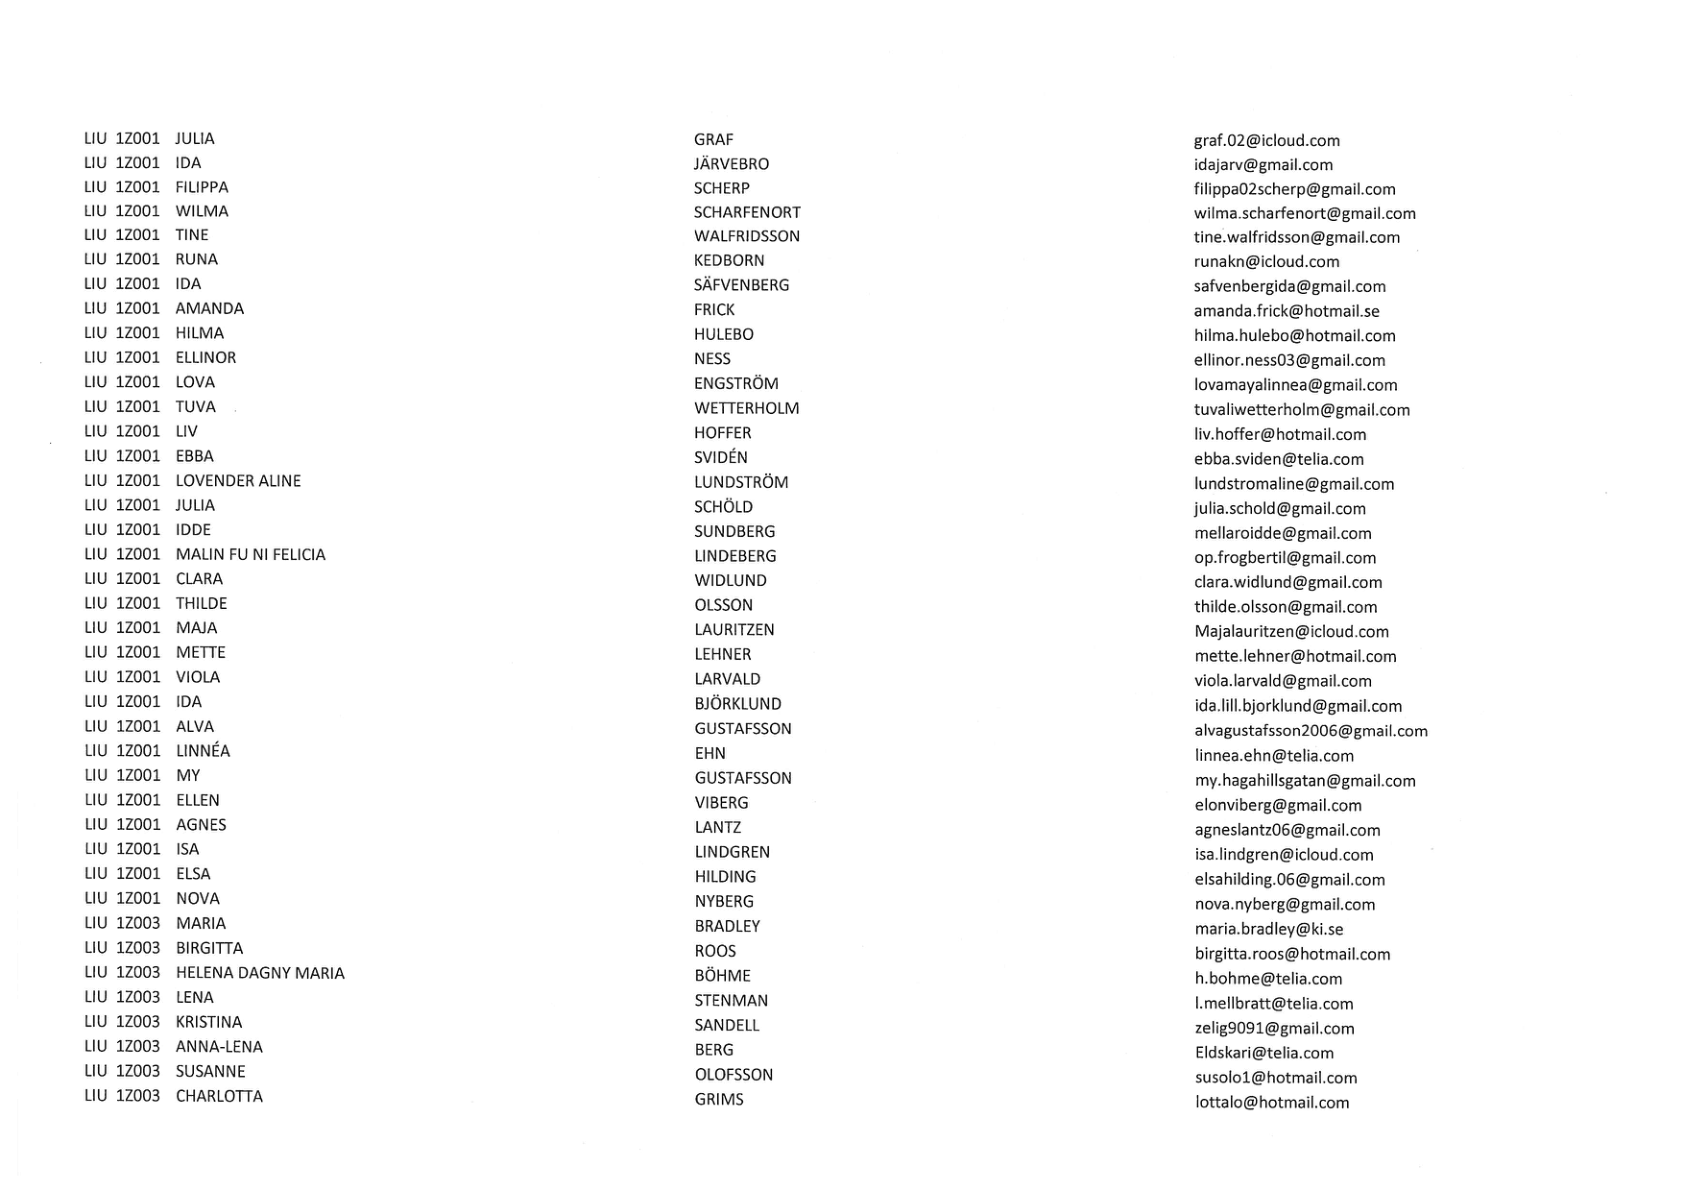 LIU 1Z001 JULIA GRAF graf.02@icloud.com
LIU 1Z001 IDA JÄRVEBRO idajarv@gmail.com
LIU 1Z001 FILIPPA SCHERP filippa02scherp@gmail.com
LIU 1Z001 WILMA SCHARFENORT wilma.scharfenort@gmail.com
LIU 1Z001 TINE WALFRIDSSON tine.walfridsson@gmail.com
LIU 1Z001 RUNA KEDBORN runakn@icloud.com
LIU 1Z001 IDA SÄFVENBERG safvenbergida@gmail.com
LIU 1Z001 AMANDA FRICK amanda.frick@hotmail.se
LIU 1Z001 HILMA HULEBO hilma.hulebo@hotmail.com
LIU 1Z001 ELLINOR NESS ellinor.ness03@gmail.com
LIU 1Z001 LOVA ENGSTRÖM lovamayalinnea@gmail.com
LIU 1Z001 TUVA WETTERHOLM tuvaliwetterholm@gmail.com
LIU 1Z001 LIV HOFFER liv.hoffer@hotmail.com
LIU 1Z001 EBBA SVIDÉN ebba.sviden@telia.com
LIU 1Z001 LOVENDER ALINE LUNDSTRÖM lundstromaline@gmail.com
LIU 1Z001 JULIA SCHÖLD julia.schold@gmail.com
LIU 1Z001 IDDE SUNDBERG mellaroidde@gmail.com
LIU 1Z001 MALIN FU NI FELICIA LINDEBERG op.frogbertil@gmail.com
LIU 1Z001 CLARA WIDLUND clara.widlund@gmail.com
LIU 1Z001 THILDE OLSSON thilde.olsson@gmail.com
LIU 1Z001 MAJA LAURITZEN Majalauritzen@icloud.com
LIU 1Z001 METTE LEHNER mette.lehner@hotmail.com
LIU 1Z001 VIOLA LARVALD viola.larvald@gmail.com
LIU 1Z001 IDA BJÖRKLUND ida.lill.bjorklund@gmail.com
LIU 1Z001 ALVA GUSTAFSSON alvagustafsson2006@gmail.com
LIU 1Z001 LINNÉA EHN linnea.ehn@telia.com
LIU 1Z001 MY GUSTAFSSON my.hagahillsgatan@gmail.com
LIU 1Z001 ELLEN VIBERG elonviberg@gmail.com
LIU 1Z001 AGNES LANTZ agneslantz06@gmail.com
LIU 1Z001 ISA LINDGREN isa.lindgren@icloud.com
LIU 1Z001 ELSA HILDING elsahilding.06@gmail.com
LIU 1Z001 NOVA NYBERG nova.nyberg@gmail.com
LIU 1Z003 MARIA BRADLEY maria.bradley@ki.se
LIU 1Z003 BIRGITTA ROOS birgitta.roos@hotmail.com
LIU 1Z003 HELENA DAGNY MARIA BÖHME h.bohme@telia.com
LIU 1Z003 LENA STENMAN l.mellbratt@telia.com
LIU 1Z003 KRISTINA SANDELL zelig9091@gmail.com
LIU 1Z003 ANNA-LENA BERG Eldskari@telia.com
LIU 1Z003 SUSANNE OLOFSSON susolo1@hotmail.com
LIU 1Z003 CHARLOTTA GRIMS lottalo@hotmail.com